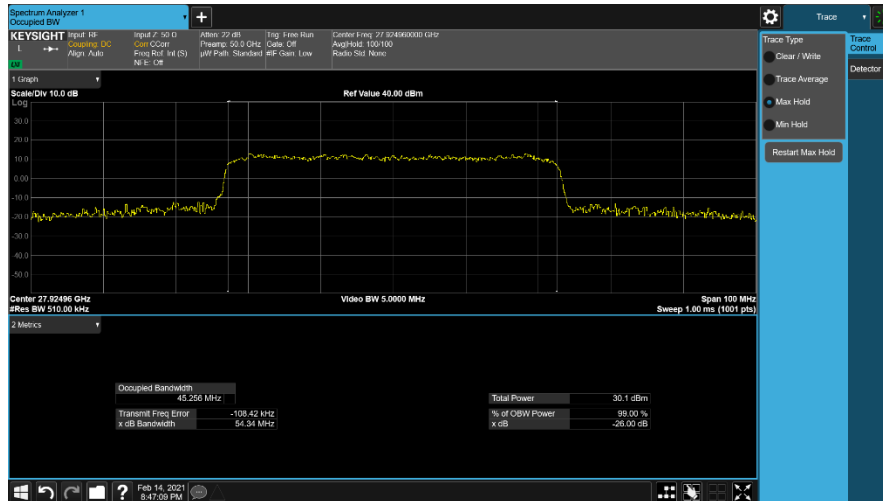 Spectrum Analyzer 1
Occupied BW
+
Trace
KEYSIGHT
L
Input: RF
Coupling: DC
Align: Auto
Input Z: 50 Ω
Corr CCorr
Freq Ref: Int (S)
NFE: Off
Atten: 22 dB
Preamp: 50.0 GHz
µW Path: Standard
Trig: Free Run
Gate: Off
#IF Gain: Low
Center Freq: 27.924960000 GHz
Avg|Hold: 100/100
Radio Std: None
Trace Type
Clear / Write
Trace Average
Max Hold
Min Hold
Restart Max Hold
Trace
Control
Detector
1 Graph
Scale/Div 10.0 dB
Ref Value 40.00 dBm
Log
30.0
20.0
10.0
0.00
-10.0
-20.0
-30.0
-40.0
-50.0
Center 27.92496 GHz
#Res BW 510.00 kHz
Video BW 5.0000 MHz
Span 100 MHz
Sweep 1.00 ms (1001 pts)
2 Metrics
Occupied Bandwidth
45.256 MHz
Transmit Freq Error -108.42 kHz
x dB Bandwidth 54.34 MHz
Total Power 30.1 dBm
% of OBW Power 99.00 %
x dB -26.00 dB
?
Feb 14, 2021
8:47:09 PM